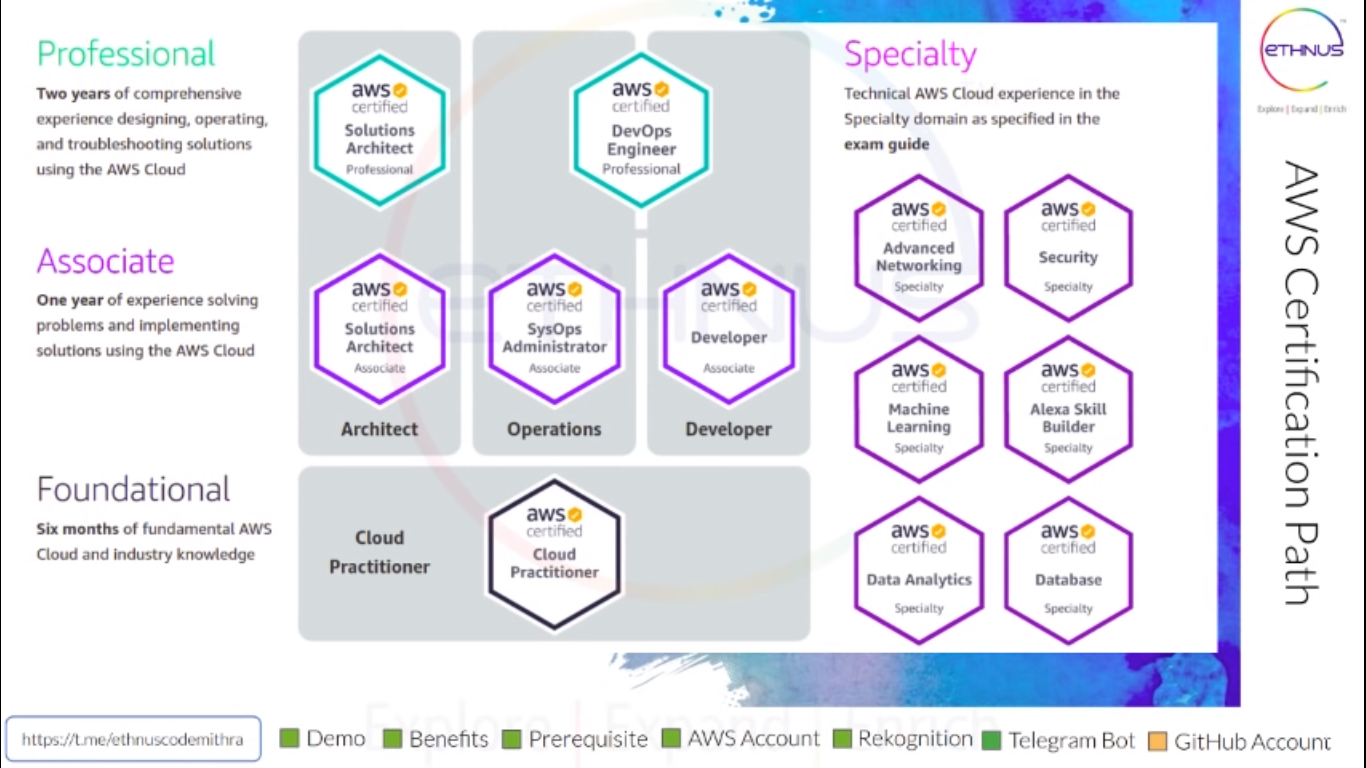 Professional
Two years of comprehensive
experience designing, operating,
and troubleshooting solutions
using the AWS Cloud
aws
certified
Solutions
Architect
Professional
aws
certified
DevOps
Engineer
Professional
Associate
One year of experience solving
problems and implementing
solutions using the AWS Cloud
aws
certified
Solutions
Architect
Associate
aws
certified
SysOps
Administrator
Associate
aws
certified
Developer
Associate
Architect
Operations
Developer
Foundational
Six months of fundamental AWS
Cloud and industry knowledge
Cloud
Practitioner
aws
certified
Cloud
Practitioner
Specialty
Technical AWS Cloud experience in the
Specialty domain as specified in the
exam guide
aws
certified
Advanced
Networking
Specialty
aws
certified
Security
Specialty
aws
certified
Machine
Learning
Specialty
aws
certified
Alexa Skill
Builder
Specialty
aws
certified
Data Analytics
Specialty
aws
certified
Database
Specialty
eTHNUS
Explore | Expand | Enrich
AWS Certification Path
eTHNUS
Explore | Expand | Enrich
https://t.me/ethnuscodemithra
Demo
Benefits
Prerequisite
AWS Account
Rekognition
Telegram Bot
GitHub Account